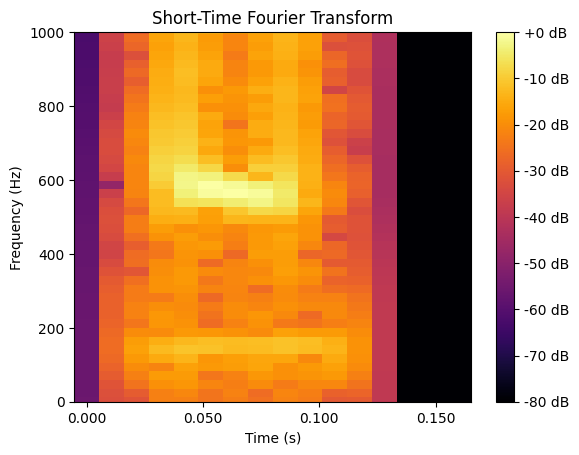 Short-Time Fourier Transform
1000
800
600
400
200
0
Frequency (Hz)
0.000
0.050
0.100
0.150
Time (s)
+0 dB
-10 dB
-20 dB
-30 dB
-40 dB
-50 dB
-60 dB
-70 dB
-80 dB